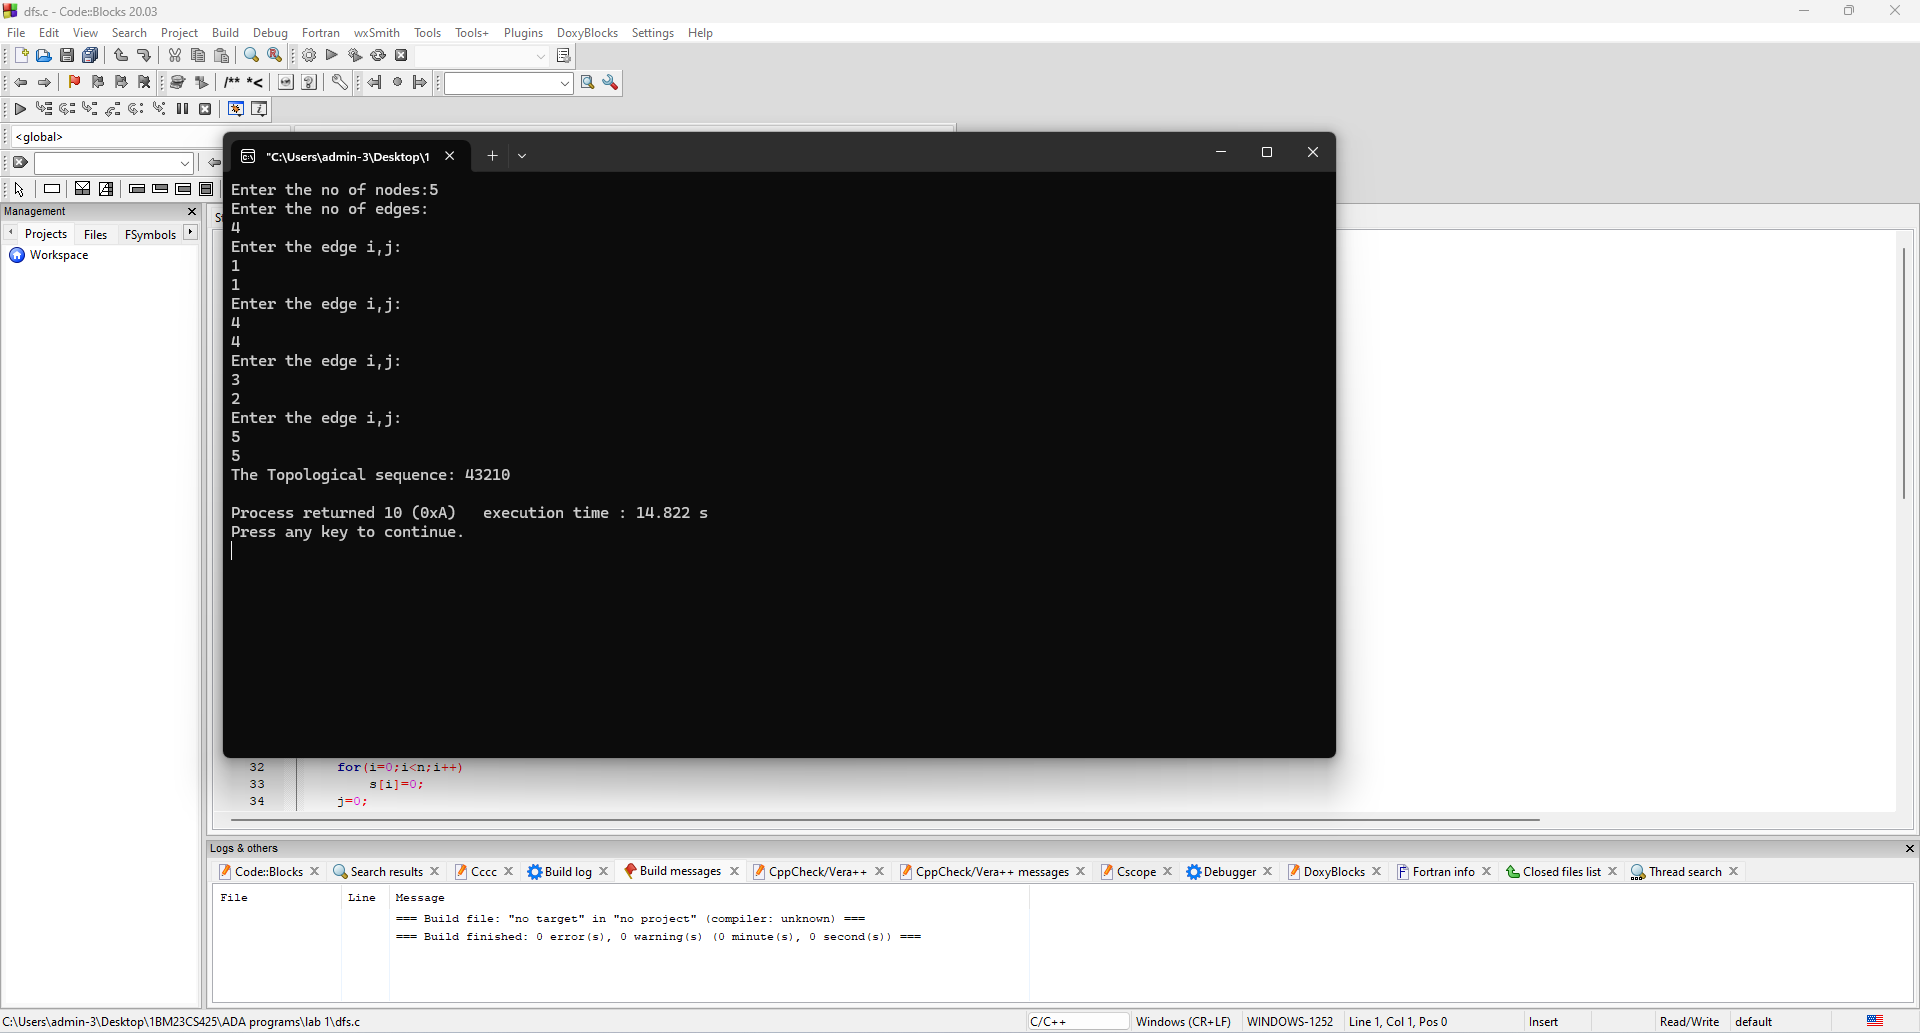 dfs.c - Code::Blocks 20.03
File Edit View Search Project Build Debug Fortran wxSmith Tools Tools+ Plugins DoxyBlocks Settings Help
/** *<
<global>
"C:\Users\admin-3\Desktop\1
Management
Projects Files FSymbols
Workspace
Enter the no of nodes:5
Enter the no of edges:
4
Enter the edge i,j:
1
1
Enter the edge i,j:
4
4
Enter the edge i,j:
3
2
Enter the edge i,j:
5
5
The Topological sequence: 43210
Process returned 10 (0xA) execution time : 14.822 s
Press any key to continue.
32 for(i=0;i<n;i++)
33 s[i]=0;
34 j=0;
Logs & others
Code::Blocks Search results Cccc Build log Build messages CppCheck/Vera++ CppCheck/Vera++ messages Cscope Debugger DoxyBlocks Fortran info Closed files list Thread search
File Line Message
=== Build file: "no target" in "no project" (compiler: unknown) ===
=== Build finished: 0 error(s), 0 warning(s) (0 minute(s), 0 second(s)) ===
C:\Users\admin-3\Desktop\1BM23CS425\ADA programs\lab 1\dfs.c C/C++ Windows (CR+LF) WINDOWS-1252 Line 1, Col 1, Pos 0 Insert Read/Write default